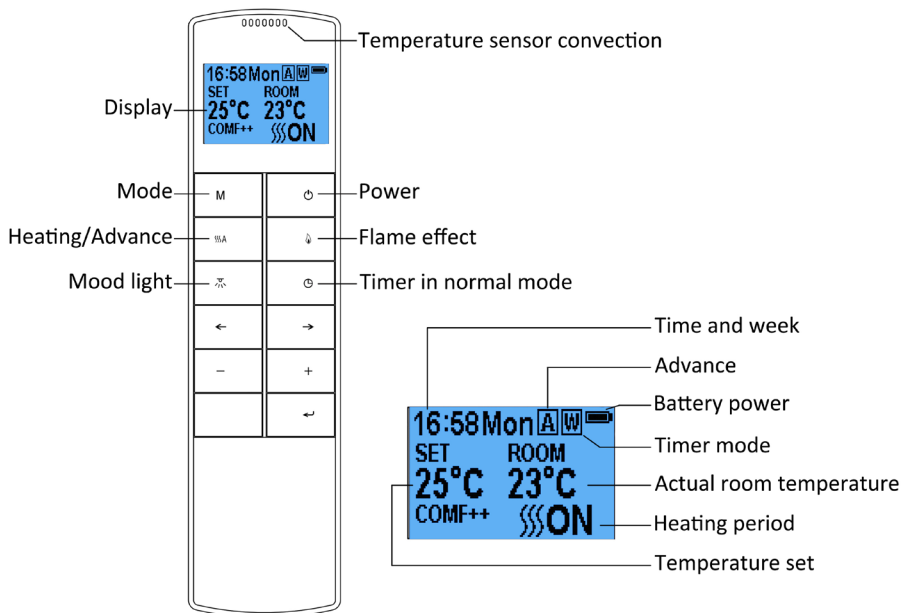 Temperature sensor convection
16:58Mon A W
SET ROOM
25°C 23°C
COMF++ ON
Display
Mode
M
Power
Heating/Advance
A
Flame effect
Mood light
Timer in normal mode
←
→
−
+
↵
Time and week
Advance
Battery power
16:58Mon A W
Timer mode
SET ROOM
25°C 23°C
Actual room temperature
COMF++ ON
Heating period
Temperature set